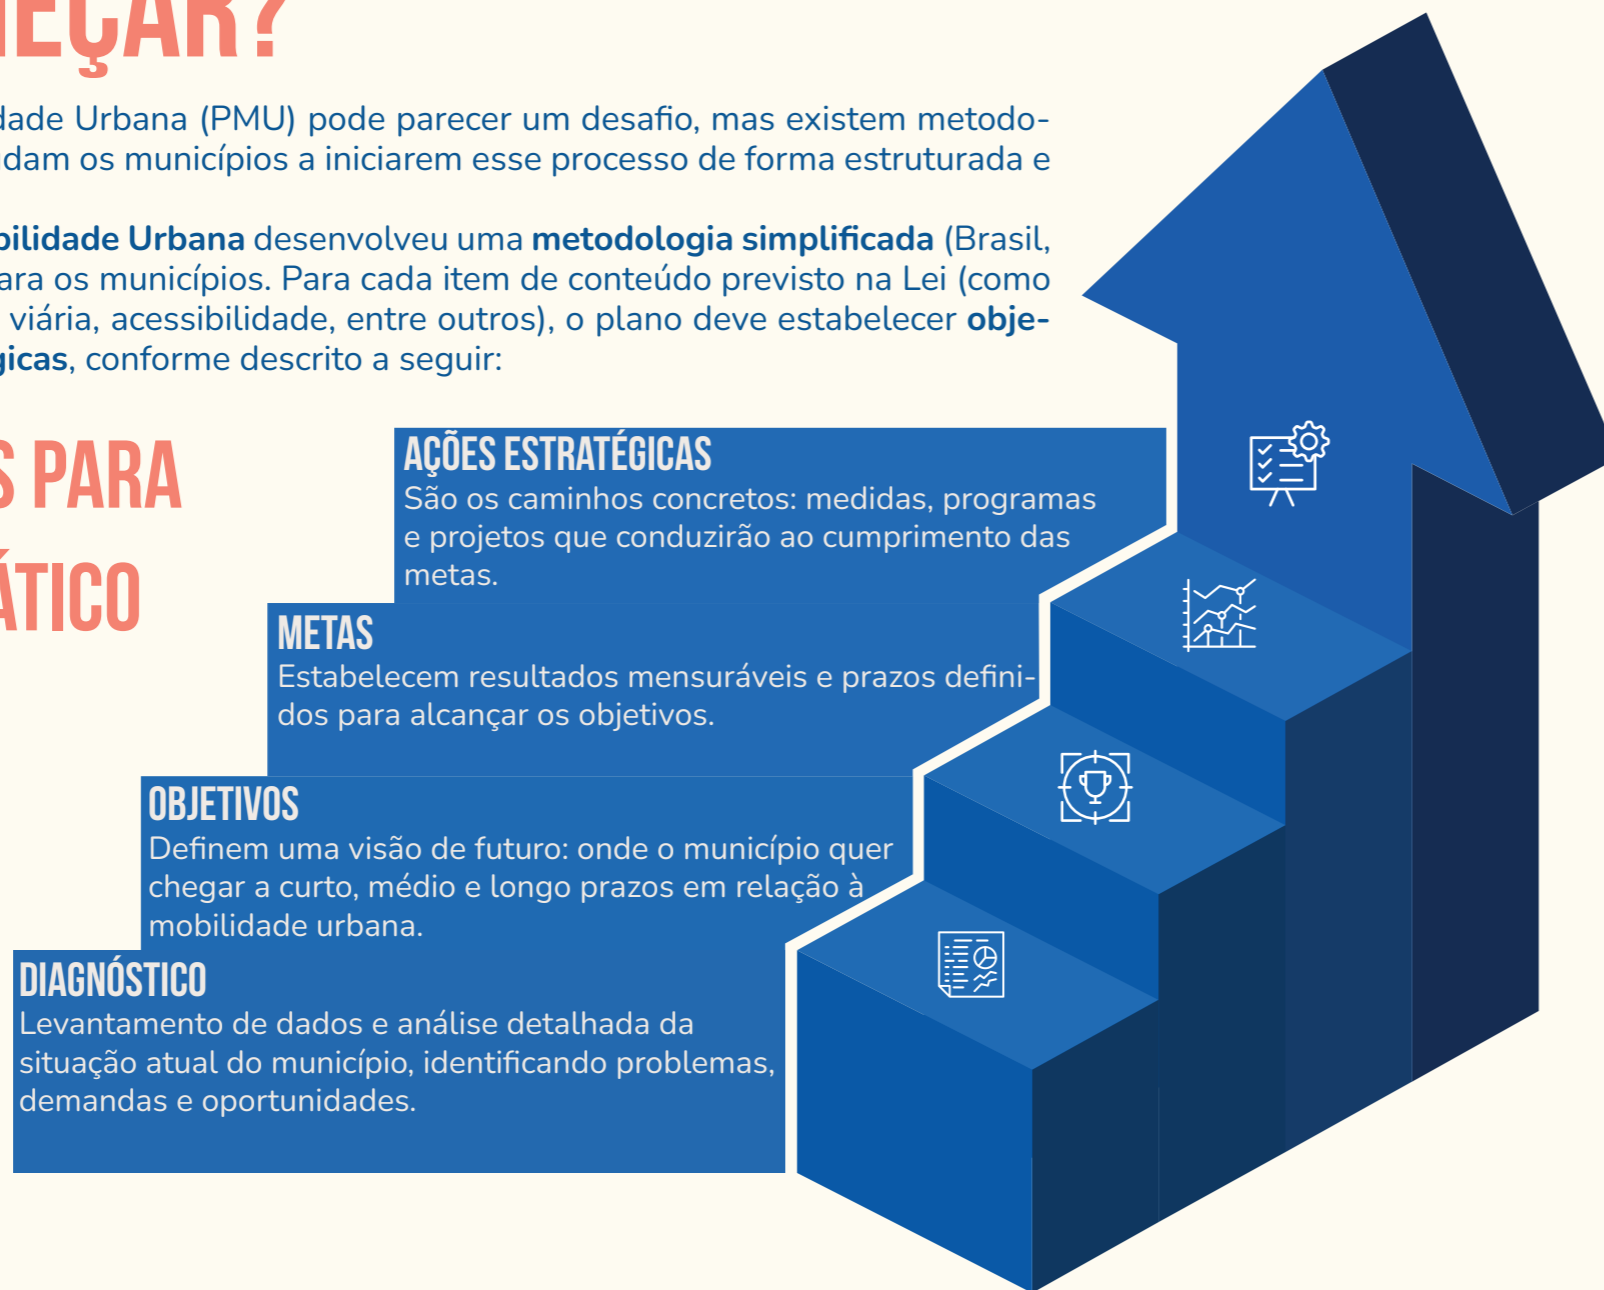 EÇAR?
dade Urbana (PMU) pode parecer um desafio, mas existem metodo-
dam os municípios a iniciarem esse processo de forma estruturada e
bilidade Urbana desenvolveu uma metodologia simplificada (Brasil,
ara os municípios. Para cada item de conteúdo previsto na Lei (como
viária, acessibilidade, entre outros), o plano deve estabelecer obje-
gicas, conforme descrito a seguir:
S PARA
ÁTICO
AÇÕES ESTRATÉGICAS
São os caminhos concretos: medidas, programas
e projetos que conduzirão ao cumprimento das
metas.
METAS
Estabelecem resultados mensuráveis e prazos defini-
dos para alcançar os objetivos.
OBJETIVOS
Definem uma visão de futuro: onde o município quer
chegar a curto, médio e longo prazos em relação à
mobilidade urbana.
DIAGNÓSTICO
Levantamento de dados e análise detalhada da
situação atual do município, identificando problemas,
demandas e oportunidades.